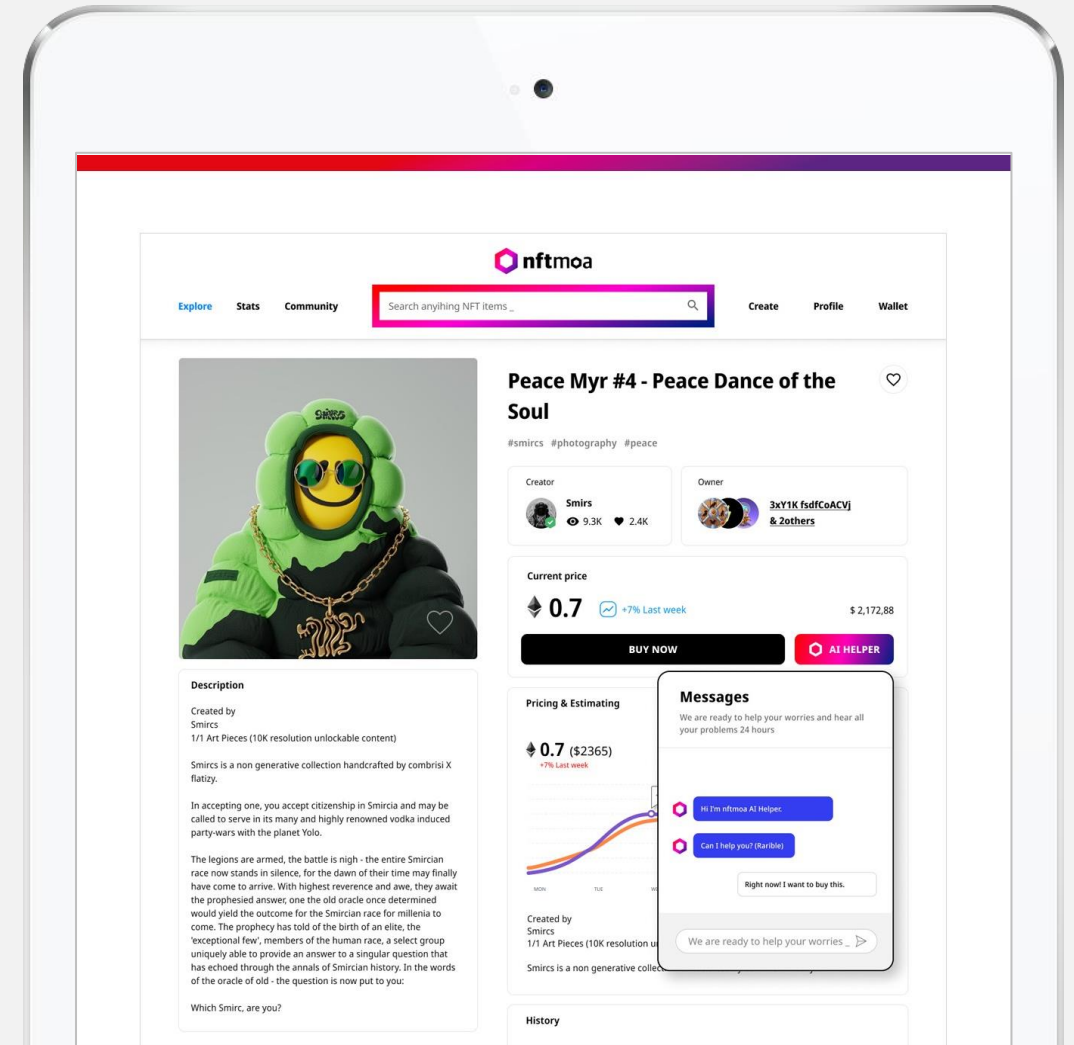 nftmoa
Explore
Stats
Community
Search anyihing NFT items _
Create
Profile
Wallet
Peace Myr #4 - Peace Dance of the
Soul
#smircs #photography #peace
Creator
Smirs
9.3K
2.4K
Owner
3xY1K fsdfCoACVj
& 2others
Current price
0.7
+7% Last week
$ 2,172,88
BUY NOW
AI HELPER
Description
Created by
Smircs
1/1 Art Pieces (10K resolution unlockable content)
Smircs is a non generative collection handcrafted by combrisi X
flatizy.
In accepting one, you accept citizenship in Smircia and may be
called to serve in its many and highly renowned vodka induced
party-wars with the planet Yolo.
The legions are armed, the battle is nigh - the entire Smircian
race now stands in silence, for the dawn of their time may finally
have come to arrive. With highest reverence and awe, they await
the prophesied answer, one the old oracle once determined
would yield the outcome for the Smircian race for millenia to
come. The prophecy has told of the birth of an elite, the
'exceptional few', members of the human race, a select group
uniquely able to provide an answer to a singular question that
has echoed through the annals of Smircian history. In the words
of the oracle of old - the question is now put to you:
Which Smirc, are you?
Pricing & Estimating
0.7 ($2365)
+7% Last week
MON
TUE
Created by
Smircs
1/1 Art Pieces (10K resolution
Smircs is a non generative
History
Messages
We are ready to help your worries and hear all
your problems 24 hours
Hi I'm nftmoa AI Helper.
Can I help you? (Rarible)
Right now! I want to buy this.
We are ready to help your worries _